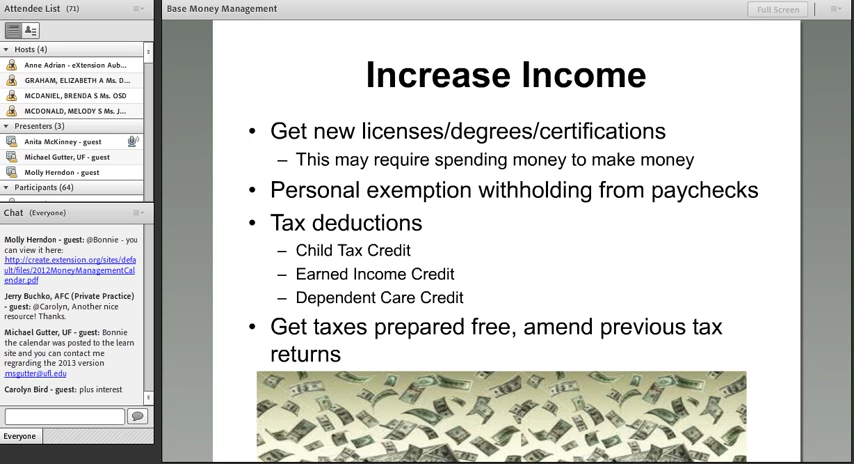 Attendee List (71)
Hosts (4)
Anne Adrian - eXtension Aub...
GRAHAM, ELIZABETH A Ms. D...
MCDANIEL, BRENDA S Ms. OSD
MCDONALD, MELODY S Ms. J...
Presenters (3)
Anita McKinney - guest
Michael Gutter, UF - guest
Molly Herndon - guest
Participants (64)
Chat (Everyone)
Molly Herndon - guest: @Bonnie - you
can view it here:
http://create.extension.org/sites/defa
ult/files/2012MoneyManagementCal
endar.pdf
Jerry Buchko, AFC (Private Practice)
- guest: @Carolyn, Another nice
resource! Thanks.
Michael Gutter, UF - guest: Bonnie
the calendar was posted to the learn
site and you can contact me
regrarding the 2013 version
msgutter@ufl.edu
Carolyn Bird - guest: plus interest
Everyone
Base Money Management
Full Screen
Increase Income
• Get new licenses/degrees/certifications
– This may require spending money to make money
• Personal exemption withholding from paychecks
• Tax deductions
– Child Tax Credit
– Earned Income Credit
– Dependent Care Credit
• Get taxes prepared free, amend previous tax
returns